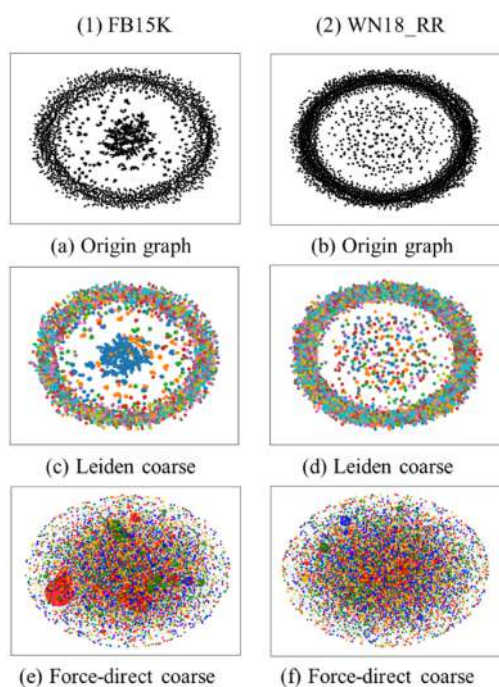 (1) FB15K (2) WN18_RR
(a) Origin graph (b) Origin graph
(c) Leiden coarse (d) Leiden coarse
(e) Force-direct coarse (f) Force-direct coarse